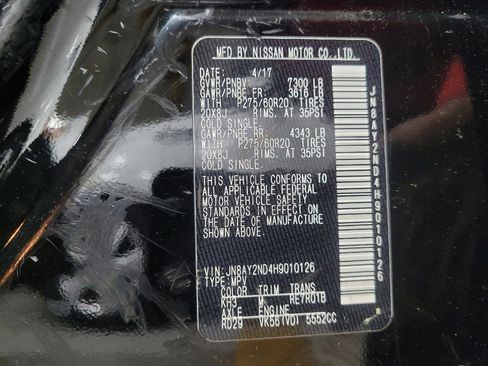 MFD BY NISSAN MOTOR CO.,LTD.
DATE: 4/17
GVWR/PNBV: 7300 LB
GAWR/PNBE FR: 3616 LB
WITH P275/60R20 TIRES
20X8J RIMS, AT 35PSI
COLD SINGLE.
GAWR/PNBE RR: 4343 LB
WITH P275/60R20 TIRES
20X8J RIMS, AT 35PSI
COLD SINGLE.
THIS VEHICLE CONFORMS TO
ALL APPLICABLE FEDERAL
MOTOR VEHICLE SAFETY
STANDARDS IN EFFECT
ON THE DATE OF MANUFACTURE
SHOWN ABOVE.
VIN: JN8AY2ND4H9010126
TYPE: MPV
COLOR TRIM TRANS
KH3 M RE7R01B
AXLE ENGINE
RD29 VK56(VD) 5552CC
JN8AY2ND4H9010126